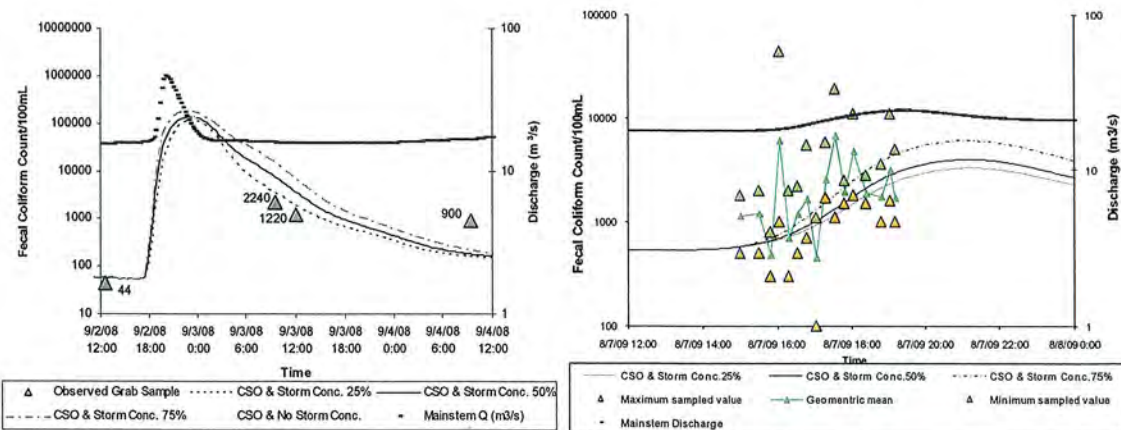 10000000
1000000
100000
10000
1000
100
10
Fecal Coliform Count/100mL
100
10
1
Discharge (m³/s)
44
2240
1220
900
9/2/08 9/2/08 9/3/08 9/3/08 9/3/08 9/3/08 9/4/08 9/4/08 9/4/08
12:00 18:00 0:00 6:00 12:00 18:00 0:00 6:00 12:00
Time
Observed Grab Sample CSO & Storm Conc. 25% CSO & Storm Conc. 50%
CSO & Storm Conc. 75% CSO & No Storm Conc. Mainstem Q (m3/s)
100000
10000
1000
100
Fecal Coliform Count/100mL
100
10
1
Discharge (m3/s)
8/7/09 12:00 8/7/09 14:00 8/7/09 16:00 8/7/09 18:00 8/7/09 20:00 8/7/09 22:00 8/8/09 0:00
Time
CSO & Storm Conc.25% CSO & Storm Conc.50% CSO & Storm Conc.75%
Maximum sampled value Geomentric mean Minimum sampled value
Mainstem Discharge